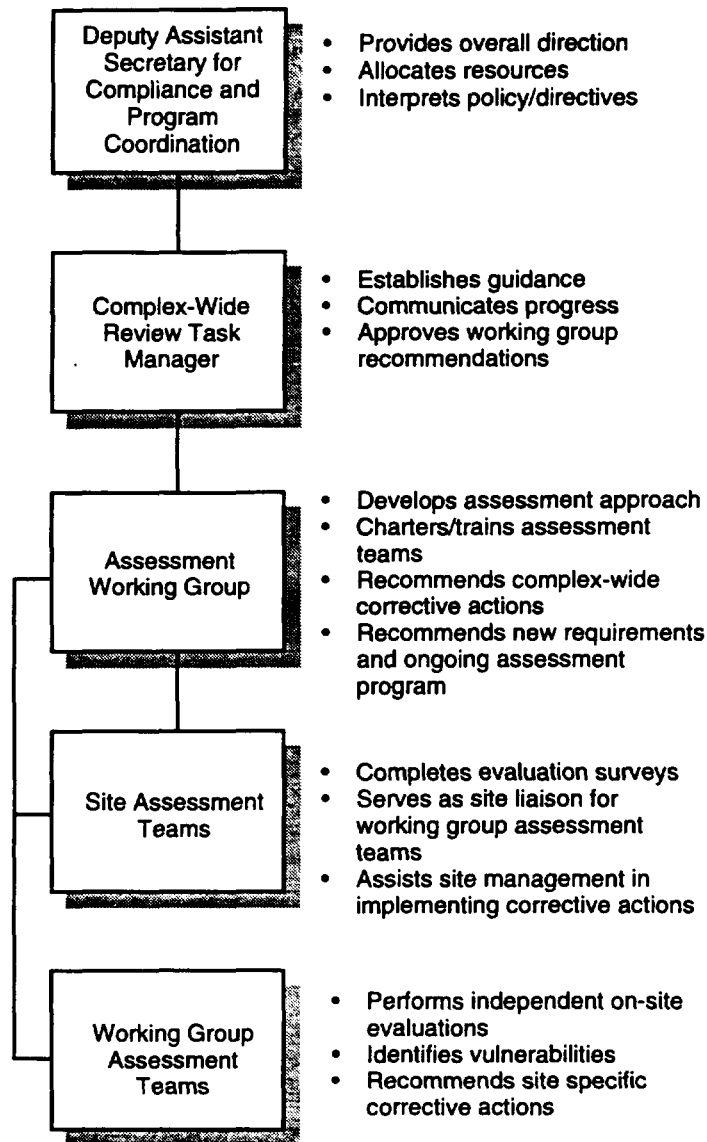 Deputy Assistant
Secretary for
Compliance and
Program
Coordination
• Provides overall direction
• Allocates resources
• Interprets policy/directives
Complex-Wide
Review Task
Manager
• Establishes guidance
• Communicates progress
• Approves working group
recommendations
Assessment
Working Group
• Develops assessment approach
• Charters/trains assessment
teams
• Recommends complex-wide
corrective actions
• Recommends new requirements
and ongoing assessment
program
Site Assessment
Teams
• Completes evaluation surveys
• Serves as site liaison for
working group assessment
teams
• Assists site management in
implementing corrective actions
Working Group
Assessment
Teams
• Performs independent on-site
evaluations
• Identifies vulnerabilities
• Recommends site specific
corrective actions